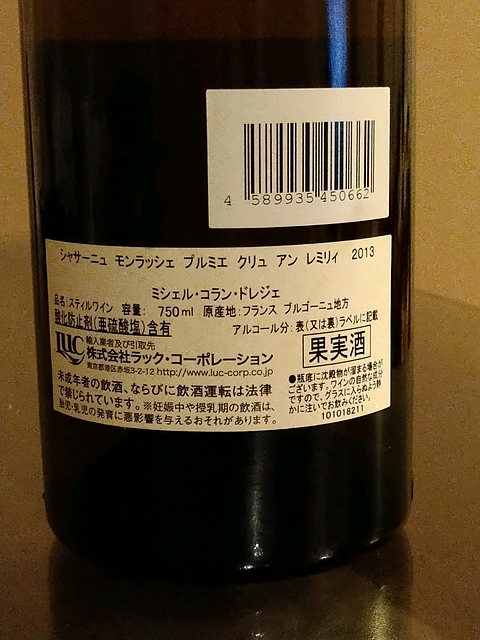 4 589935 450662
シャサーニュ モンラッシェ プルミエ クリュ アン レミリィ 2013
ミシェル・コラン・ドレジェ
品名:スティルワイン 容量: 750ml 原産地:フランス ブルゴーニュ地方
酸化防止剤(亜硫酸塩)含有 アルコール分:表(又は裏)ラベルに記載
LUC 輸入業者及び引取先
株式会社ラック・コーポレーション
東京都港区赤坂3-2-12 http://www.luc-corp.co.jp
果実酒
未成年者の飲酒、ならびに飲酒運転は法律
で禁じられています。※妊娠中や授乳期の飲酒は、
胎児・乳児の発育に悪影響を与えるおそれがあります。
●瓶底に沈殿物が溜まる場合が
ございます。ワインの自然な成分
ですので、グラスに入らぬよう静
かに注いでお飲みください。
101018211